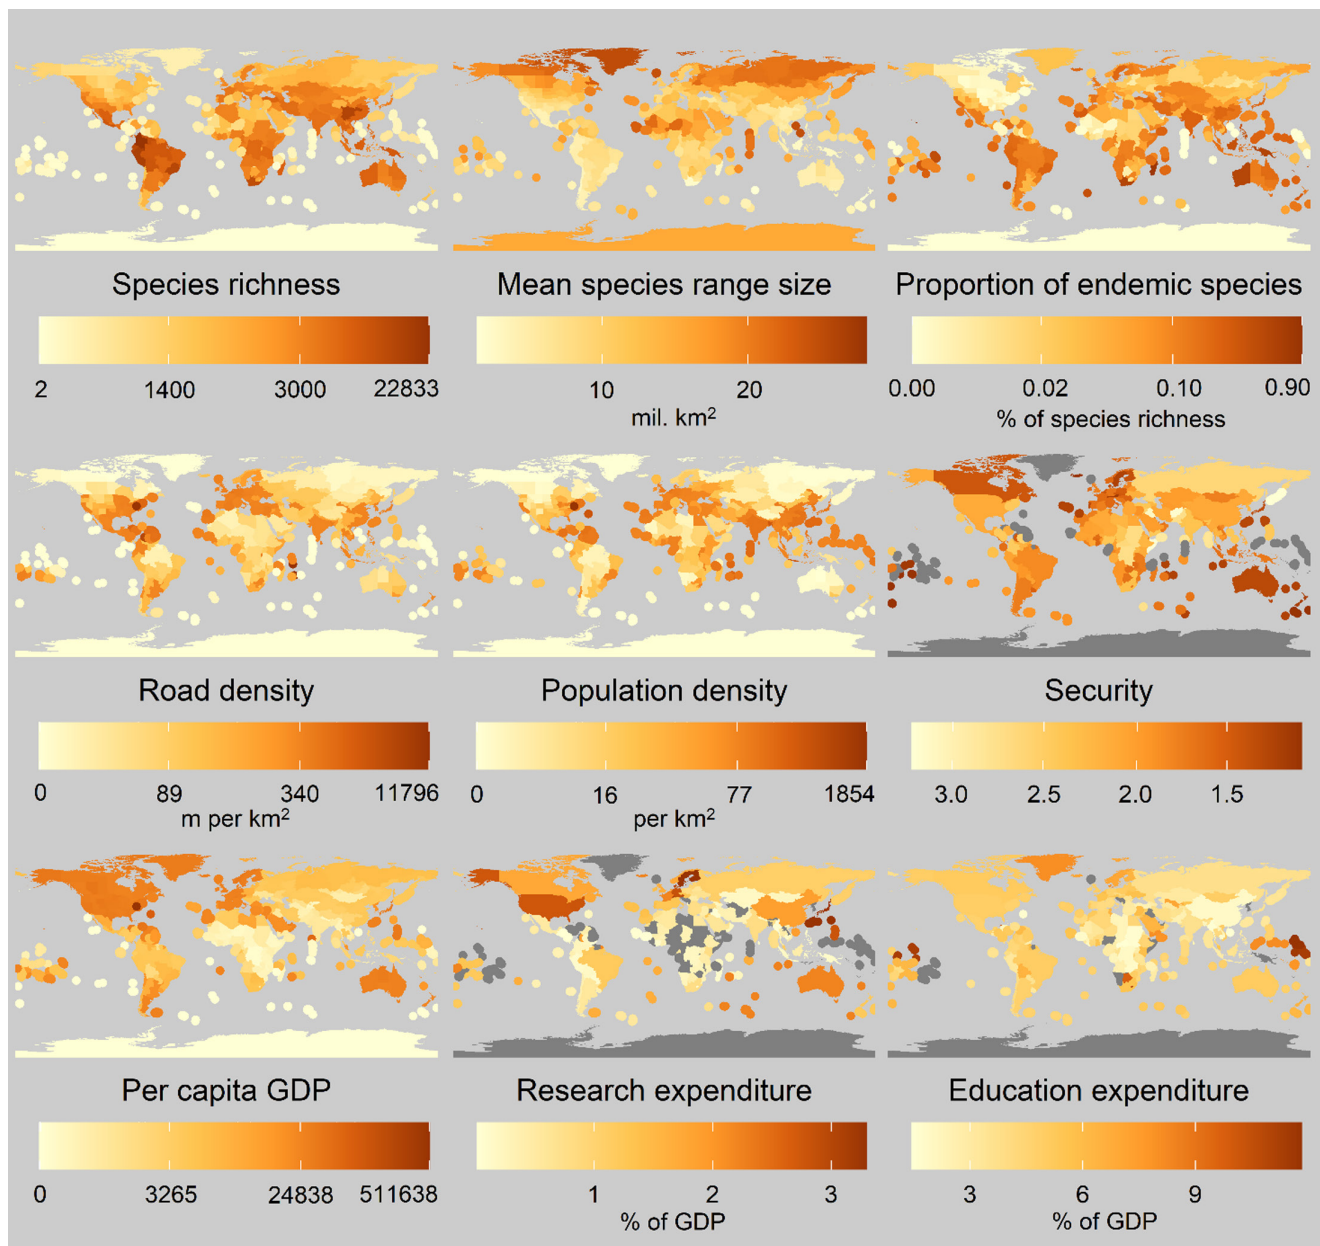 Species richness
2 1400 3000 22833
Mean species range size
10 20
mil. km²
Proportion of endemic species
0.00 0.02 0.10 0.90
% of species richness
Road density
0 89 340 11796
m per km²
Population density
0 16 77 1854
per km²
Security
3.0 2.5 2.0 1.5
Per capita GDP
0 3265 24838 511638
Research expenditure
1 2 3
% of GDP
Education expenditure
3 6 9
% of GDP